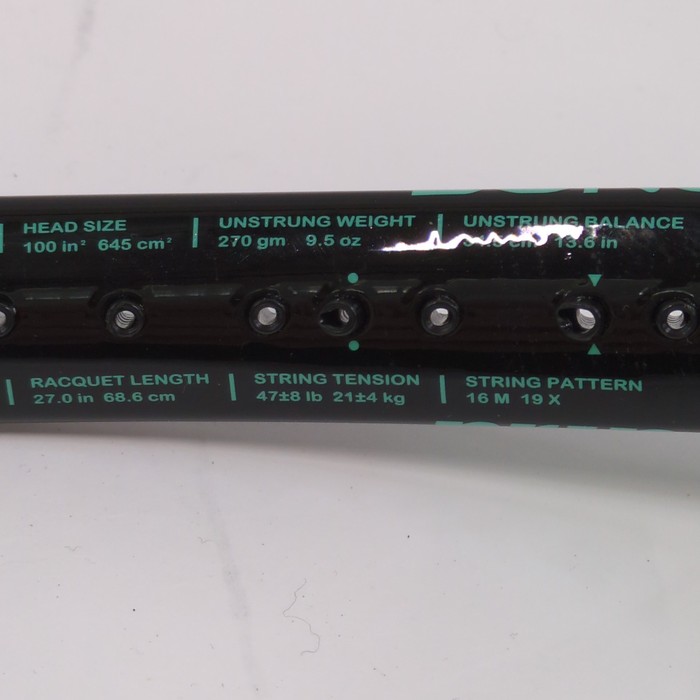 HEAD SIZE
100 in² 645 cm²
UNSTRUNG WEIGHT
270 gm 9.5 oz
UNSTRUNG BALANCE
cm 13.6 in
RACQUET LENGTH
27.0 in 68.6 cm
STRING TENSION
47±8 lb 21±4 kg
STRING PATTERN
16 M 19 X